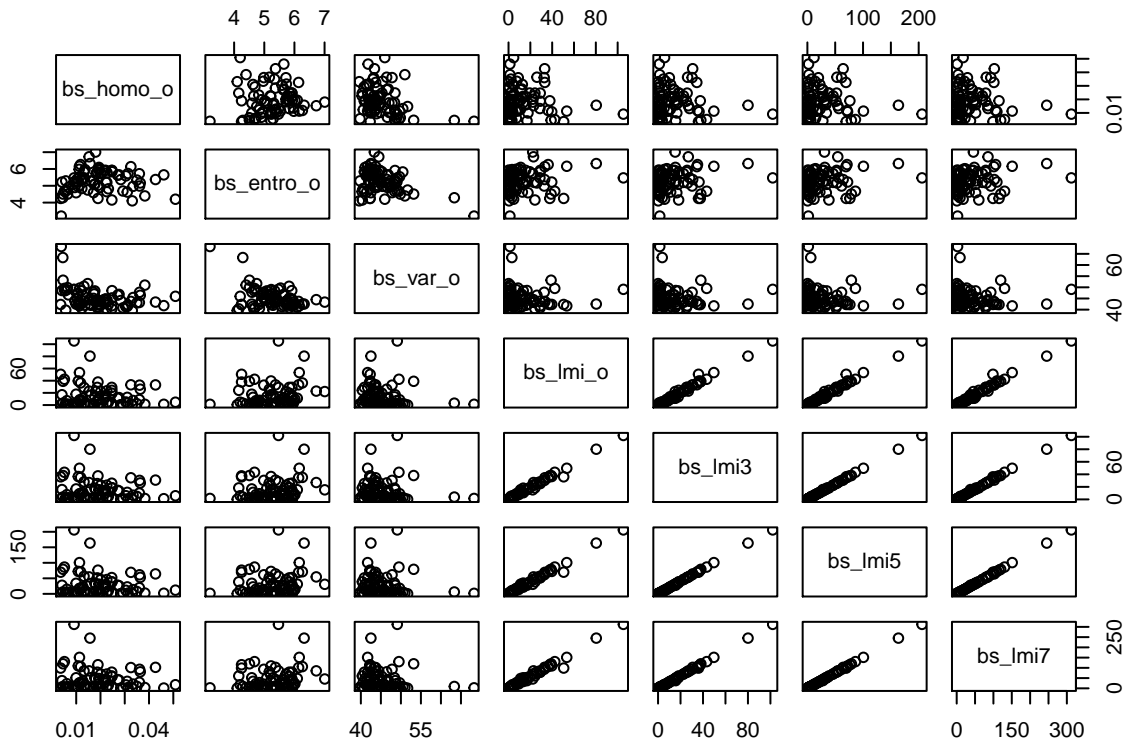 4 5 6 7 0 40 80 0 100 200
bs_homo_o 0.01
4 6 bs_entro_o
bs_var_o 40 60
0 60 bs_lmi_o
bs_lmi3 0 60
0 150 bs_lmi5
bs_lmi7 0 250
0.01 0.04 40 55 0 40 80 0 150 300